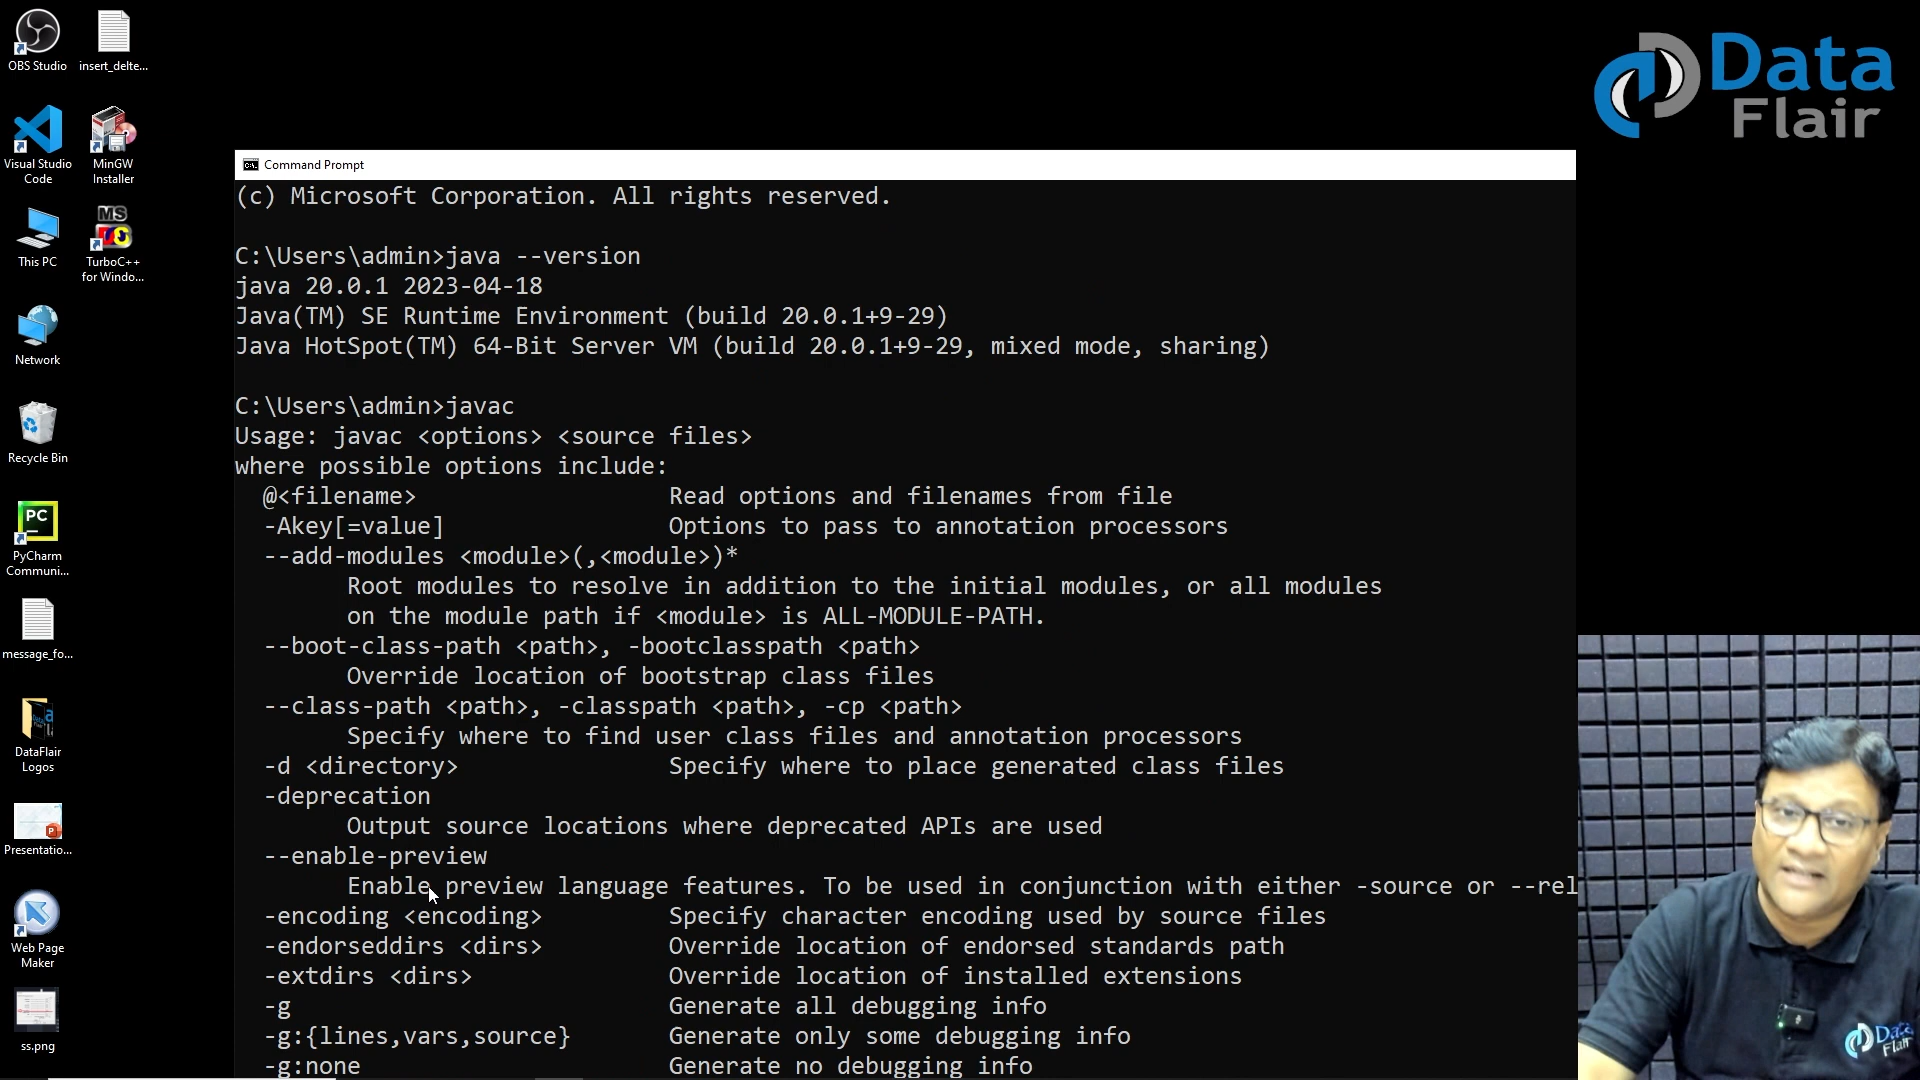 OBS Studio
insert_delte...
Visual Studio
Code
MinGW
Installer
This PC
MS
TurboC++
for Windo...
Network
Recycle Bin
PC
PyCharm
Communi...
message_fo...
DataFlair
Logos
Presentatio...
Web Page
Maker
ss.png
Data
Flair
Command Prompt
(c) Microsoft Corporation. All rights reserved.
C:\Users\admin>java --version
java 20.0.1 2023-04-18
Java(TM) SE Runtime Environment (build 20.0.1+9-29)
Java HotSpot(TM) 64-Bit Server VM (build 20.0.1+9-29, mixed mode, sharing)
C:\Users\admin>javac
Usage: javac <options> <source files>
where possible options include:
@<filename> Read options and filenames from file
-Akey[=value] Options to pass to annotation processors
--add-modules <module>(,<module>)*
Root modules to resolve in addition to the initial modules, or all modules
on the module path if <module> is ALL-MODULE-PATH.
--boot-class-path <path>, -bootclasspath <path>
Override location of bootstrap class files
--class-path <path>, -classpath <path>, -cp <path>
Specify where to find user class files and annotation processors
-d <directory> Specify where to place generated class files
-deprecation
Output source locations where deprecated APIs are used
--enable-preview
Enable preview language features. To be used in conjunction with either -source or --rel
-encoding <encoding> Specify character encoding used by source files
-endorseddirs <dirs> Override location of endorsed standards path
-extdirs <dirs> Override location of installed extensions
-g Generate all debugging info
-g:{lines,vars,source} Generate only some debugging info
-g:none Generate no debugging info
Data
Flair